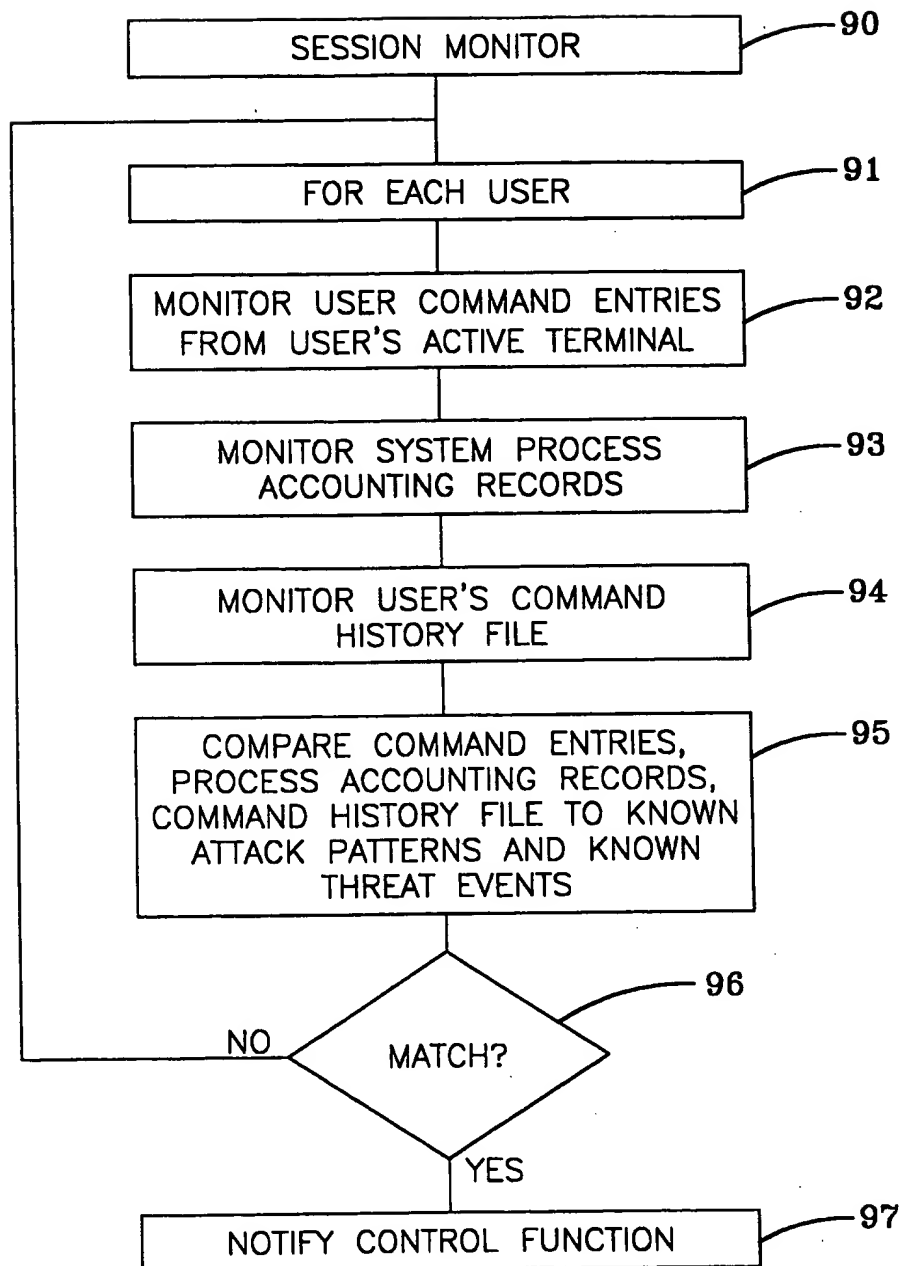 SESSION MONITOR
90
FOR EACH USER
91
MONITOR USER COMMAND ENTRIES
FROM USER'S ACTIVE TERMINAL
92
MONITOR SYSTEM PROCESS
ACCOUNTING RECORDS
93
MONITOR USER'S COMMAND
HISTORY FILE
94
COMPARE COMMAND ENTRIES,
PROCESS ACCOUNTING RECORDS,
COMMAND HISTORY FILE TO KNOWN
ATTACK PATTERNS AND KNOWN
THREAT EVENTS
95
96
NO
MATCH?
YES
NOTIFY CONTROL FUNCTION
97